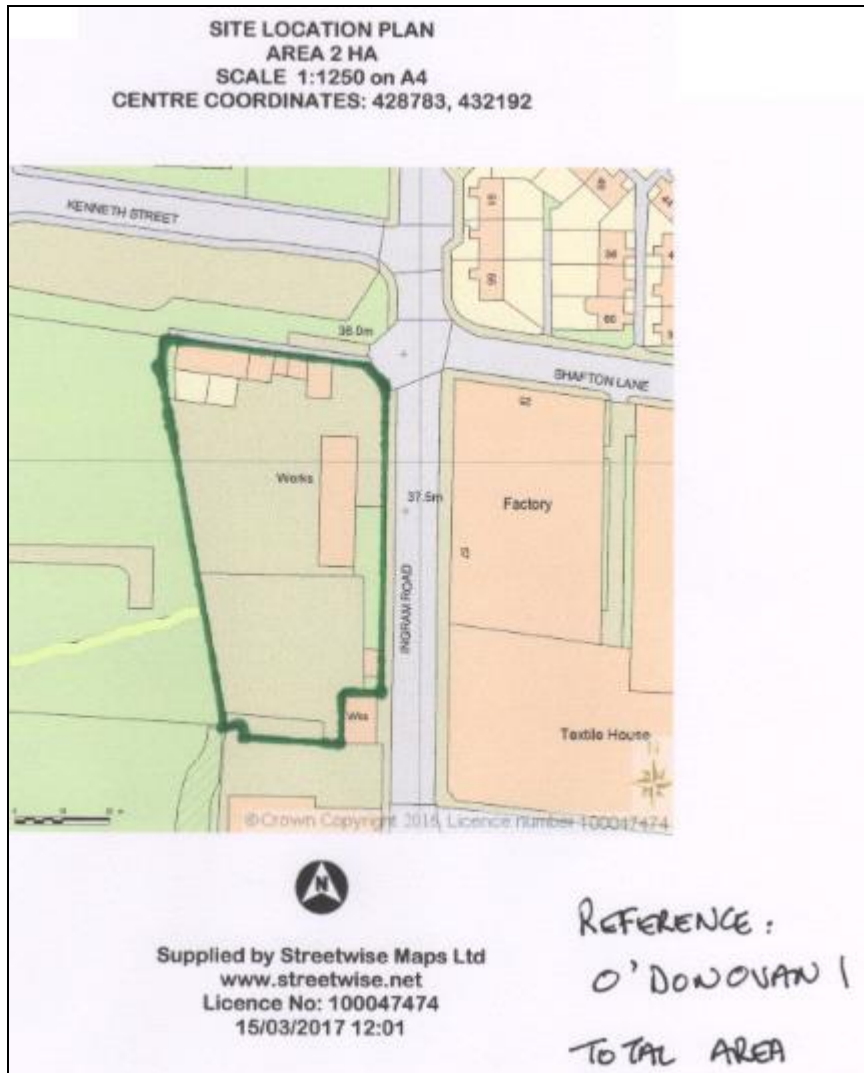 SITE LOCATION PLAN
AREA 2 HA
SCALE 1:1250 on A4
CENTRE COORDINATES: 428783, 432192
KENNETH STREET
38.0m
SHAFTON LANE
Works
37.5m
Factory
INGRAM ROAD
Wks
Textile House
©Crown Copyright 2016, Licence number 100047474
N
Supplied by Streetwise Maps Ltd
www.streetwise.net
Licence No: 100047474
15/03/2017 12:01
REFERENCE:
O'DONOVAN 1
TOTAL AREA